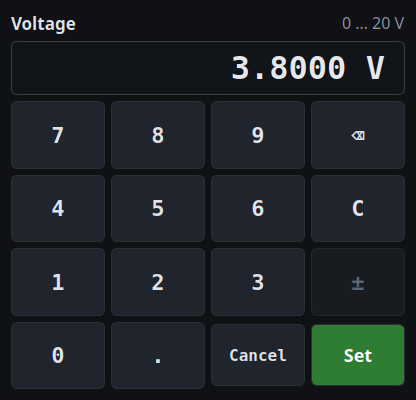 Voltage 0 ... 20 V
3.8000 V
7 8 9 ⌫
4 5 6 C
1 2 3 ±
0 . Cancel Set